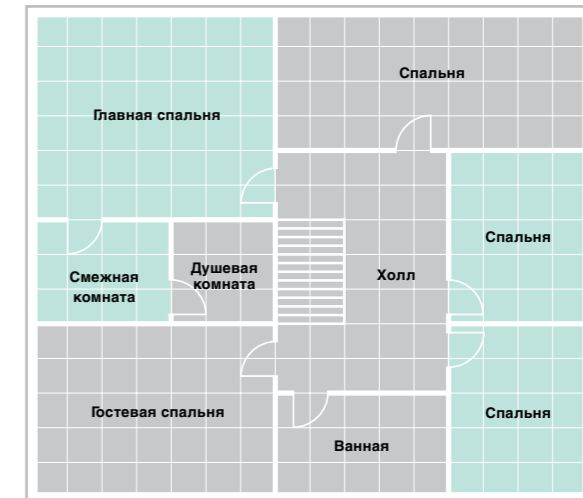 Спальня
Главная спальня
Спальня
Душевая
комната
Смежная
комната
Холл
Гостевая спальня
Спальня
Ванная